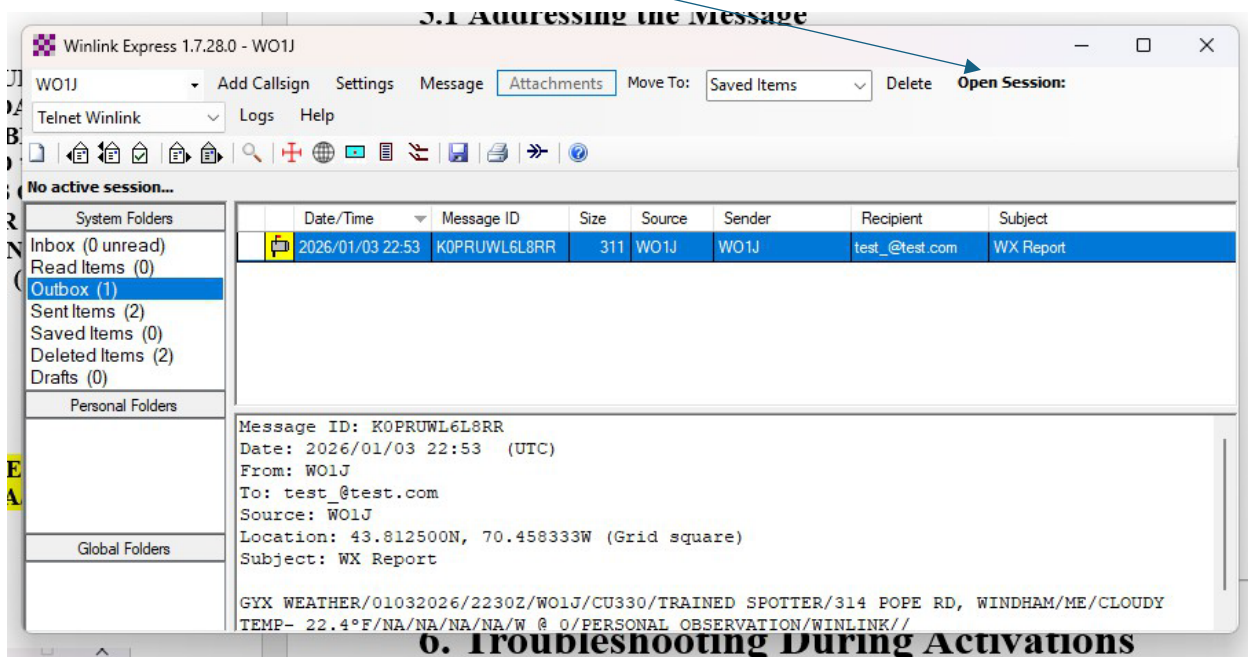 5.1 Addressing the Message
Winlink Express 1.7.28.0 - WO1J
WO1J Add Callsign Settings Message Attachments Move To: Saved Items Delete Open Session:
Telnet Winlink Logs Help
No active session...
System Folders
Inbox (0 unread)
Read Items (0)
Outbox (1)
Sent Items (2)
Saved Items (0)
Deleted Items (2)
Drafts (0)
Personal Folders
Global Folders
Date/Time Message ID Size Source Sender Recipient Subject
2026/01/03 22:53 K0PRUWL6L8RR 311 WO1J WO1J test_@test.com WX Report
Message ID: K0PRUWL6L8RR
Date: 2026/01/03 22:53 (UTC)
From: WO1J
To: test_@test.com
Source: WO1J
Location: 43.812500N, 70.458333W (Grid square)
Subject: WX Report
GYX WEATHER/01032026/2230Z/WO1J/CU330/TRAINED SPOTTER/314 POPE RD, WINDHAM/ME/CLOUDY
TEMP- 22.4°F/NA/NA/NA/NA/W @ 0/PERSONAL OBSERVATION/WINLINK//
6. Troubleshooting During Activations